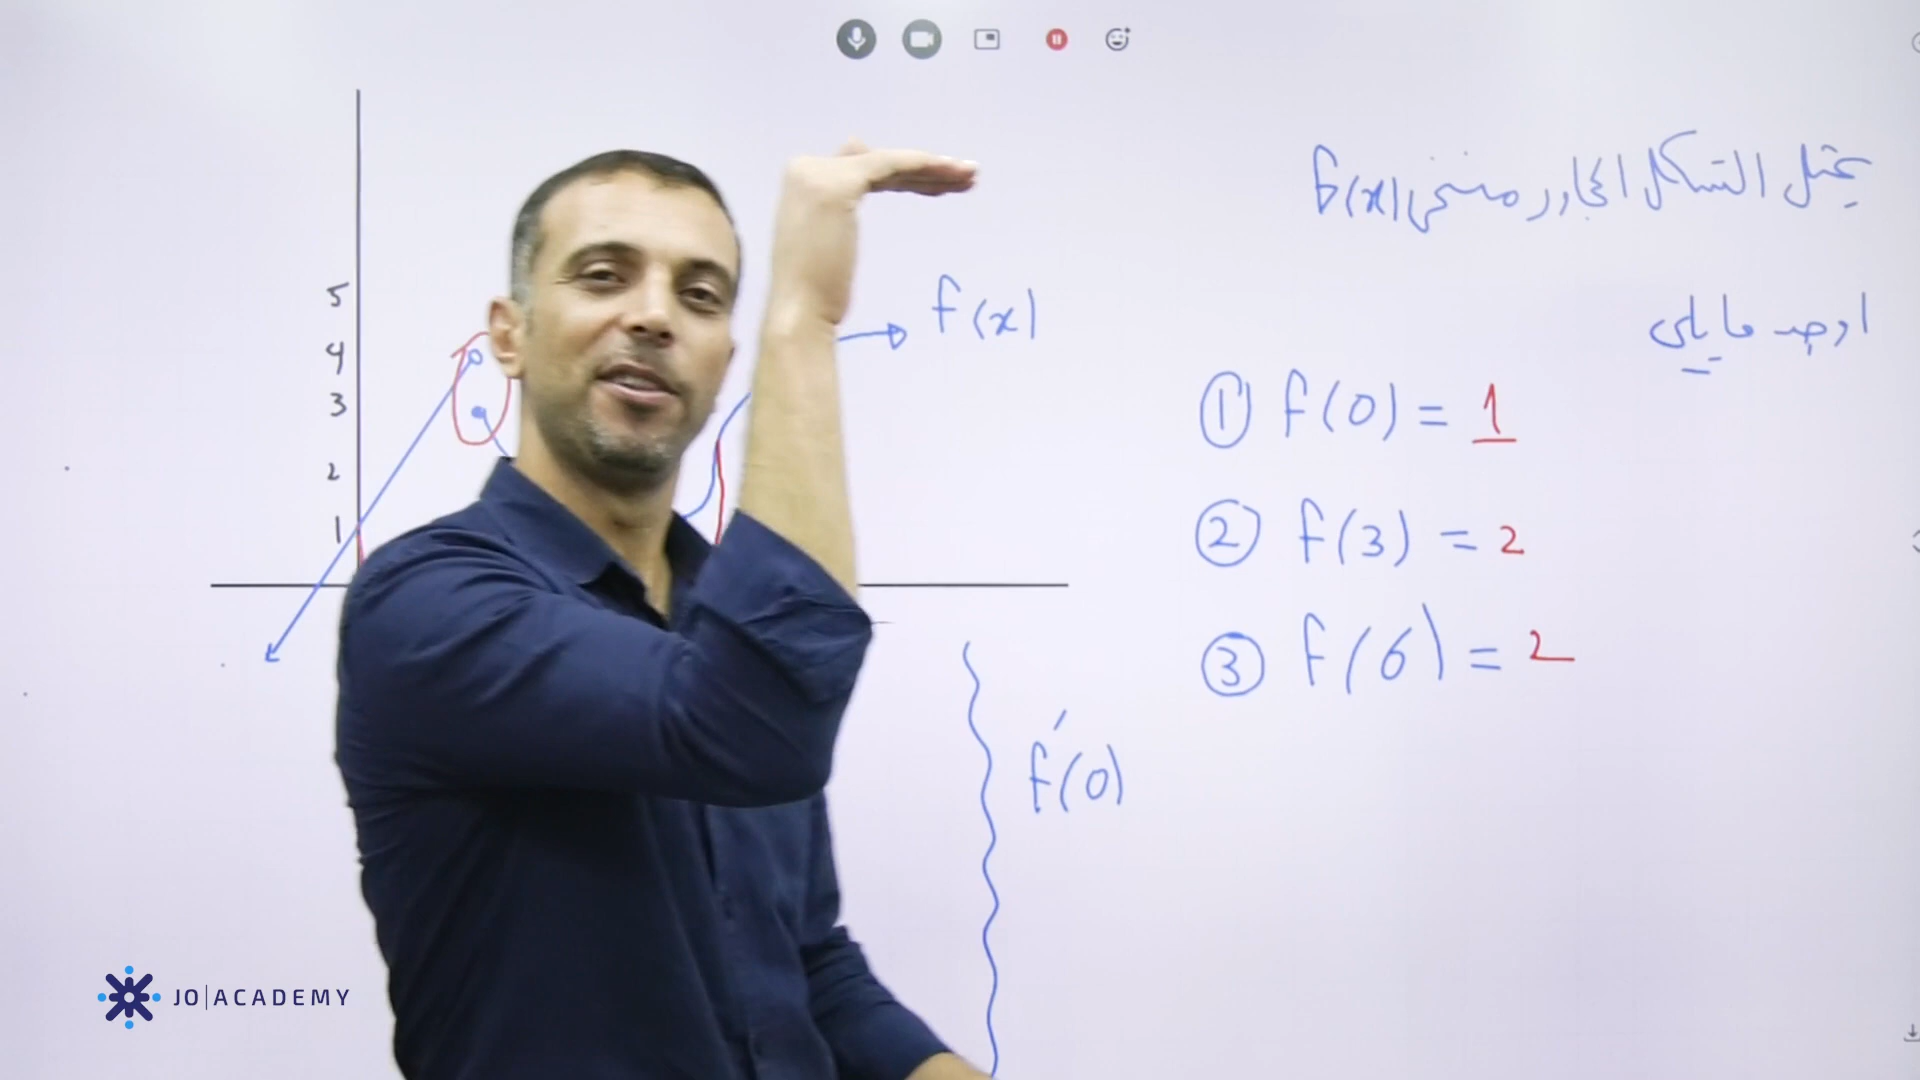 يمثل الشكل المجاور منحنى f(x)
اوجد ما يلي
5
4
3
2
1
f(x)
① f(0) = 1
② f(3) = 2
③ f(6) = 2
f′(0)
JO|ACADEMY